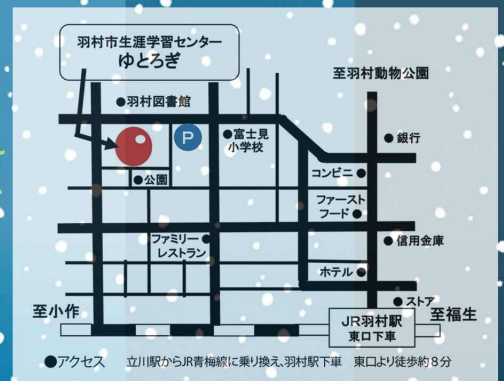 羽村市生涯学習センター
ゆとろぎ
至羽村動物公園
●羽村図書館
P
●富士見
小学校
●銀行
コンビニ●
●公園
ファースト
フード●
ファミリー●
レストラン
●信用金庫
ホテル●
●ストア
至小作
JR羽村駅
東口下車
至福生
●アクセス 立川駅からJR青梅線に乗り換え、羽村駅下車 東口より徒歩約8分